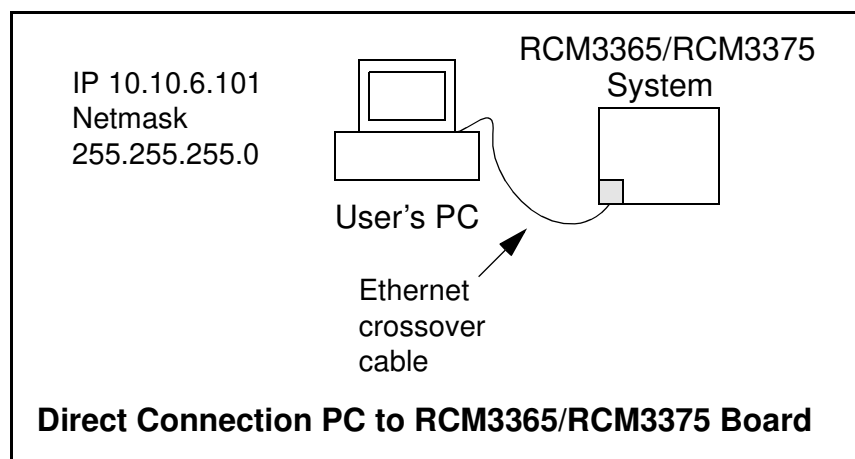 IP 10.10.6.101
Netmask
255.255.255.0
RCM3365/RCM3375
System
User's PC
Ethernet
crossover
cable
Direct Connection PC to RCM3365/RCM3375 Board